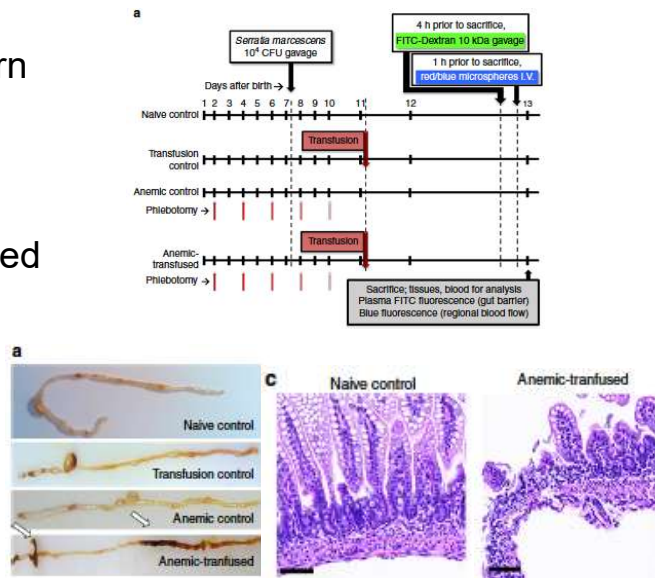 rn
ed
a
Serratia marcescens
10⁴ CFU gavage
4 h prior to sacrifice,
FITC-Dextran 10 kDa gavage
1 h prior to sacrifice,
red/blue microspheres I.V.
Days after birth →
1 2 3 4 5 6 7 8 9 10 11 12 13
Naive control
Transfusion
Transfusion
control
Anemic control
Phlebotomy →
Transfusion
Anemic-
transfused
Phlebotomy →
Sacrifice; tissues, blood for analysis
Plasma FITC fluorescence (gut barrier)
Blue fluorescence (regional blood flow)
a
Naïve control
Transfusion control
Anemic control
Anemic-tranfused
c
Naive control
Anemic-tranfused